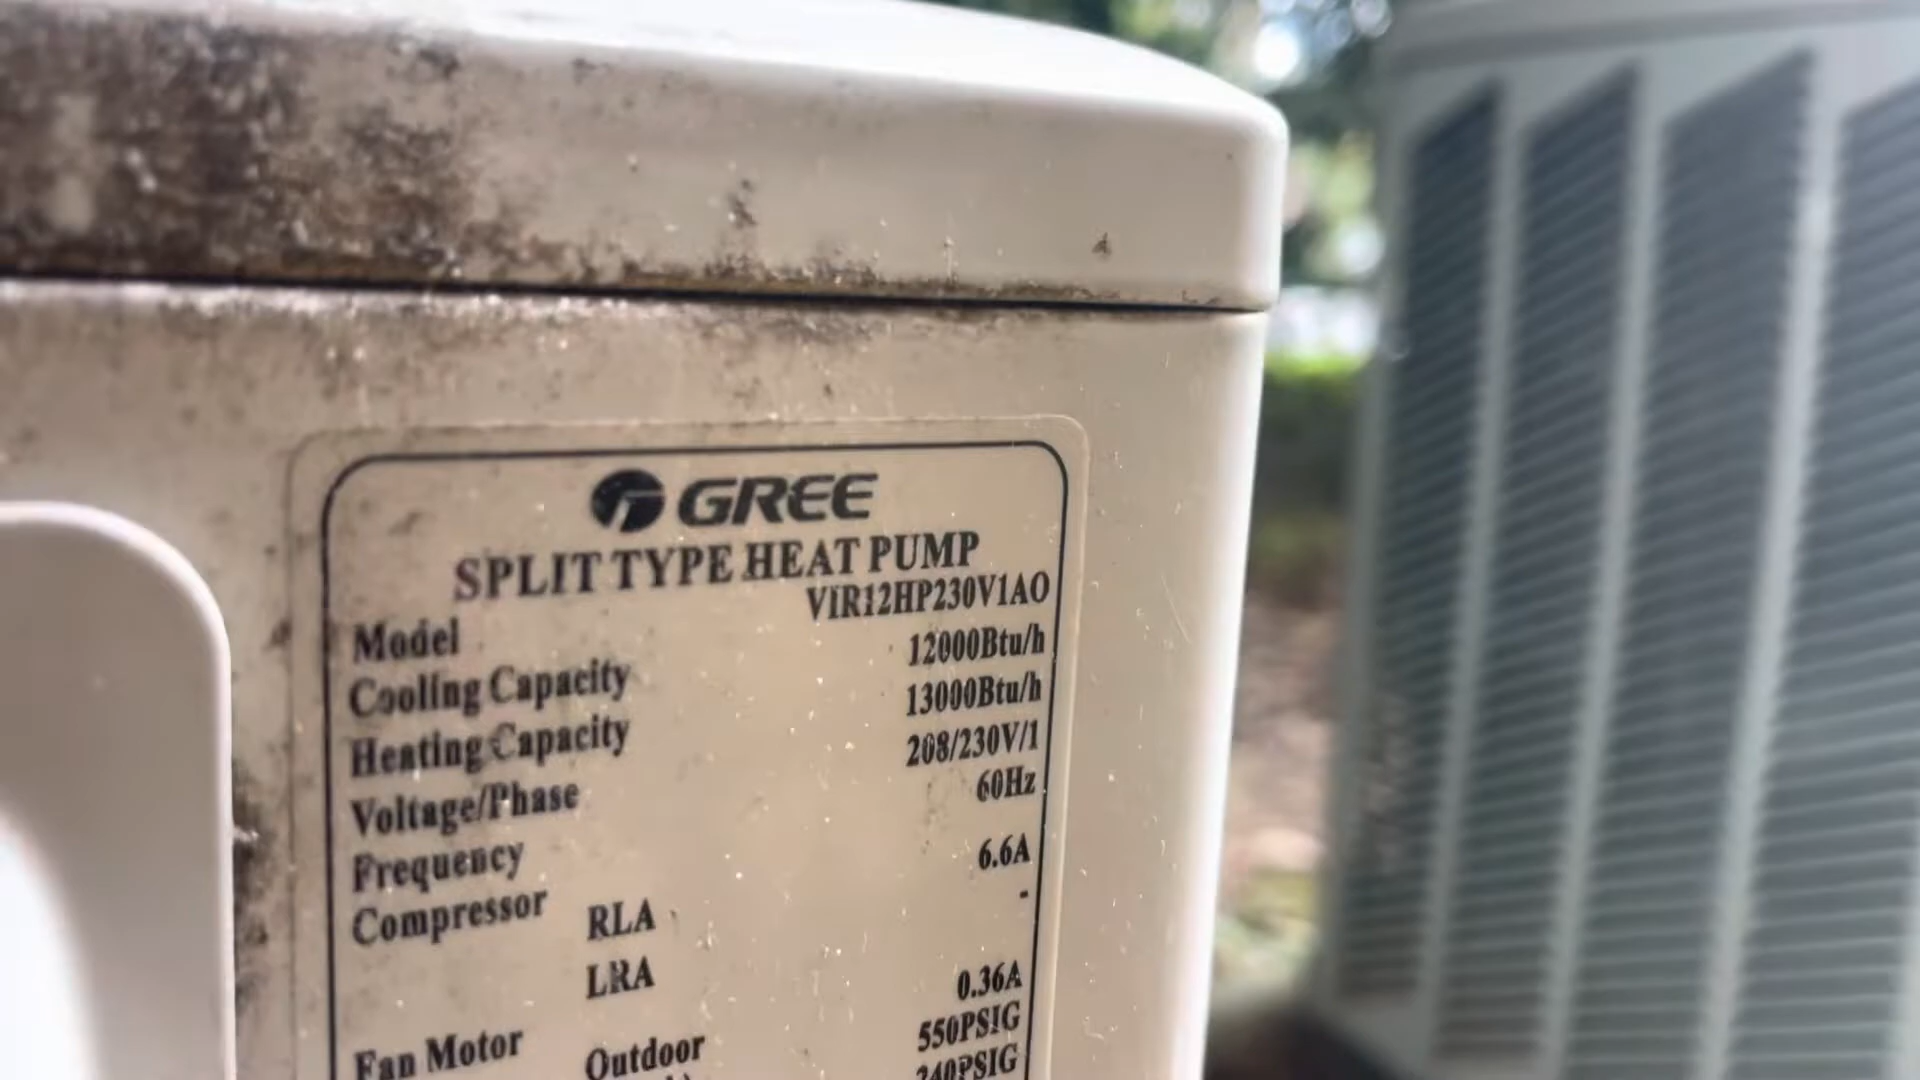 GREE
SPLIT TYPE HEAT PUMP
Model VIR12HP230V1AO
Cooling Capacity 12000Btu/h
Heating Capacity 13000Btu/h
Voltage/Phase 208/230V/1
Frequency 60Hz
Compressor RLA 6.6A
LRA -
Fan Motor Outdoor 0.36A
550PSIG
240PSIG